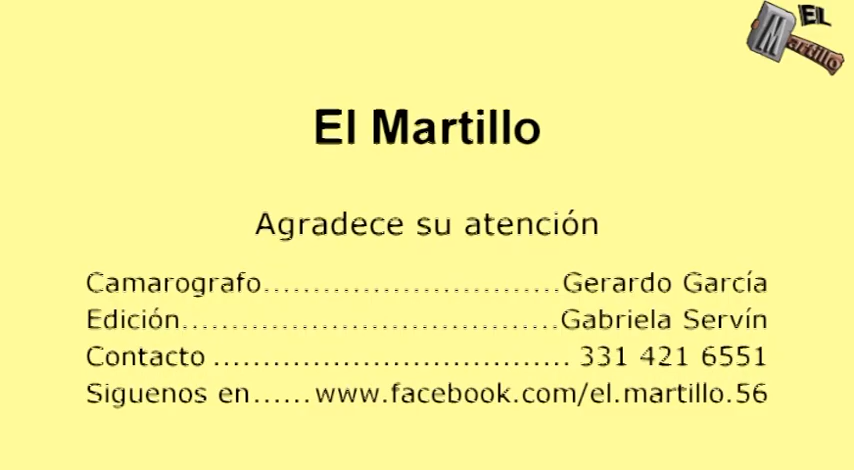 EL
Martillo
El Martillo
Agradece su atención
Camarografo..............................Gerardo García
Edición......................................Gabriela Servín
Contacto .................................... 331 421 6551
Siguenos en......www.facebook.com/el.martillo.56